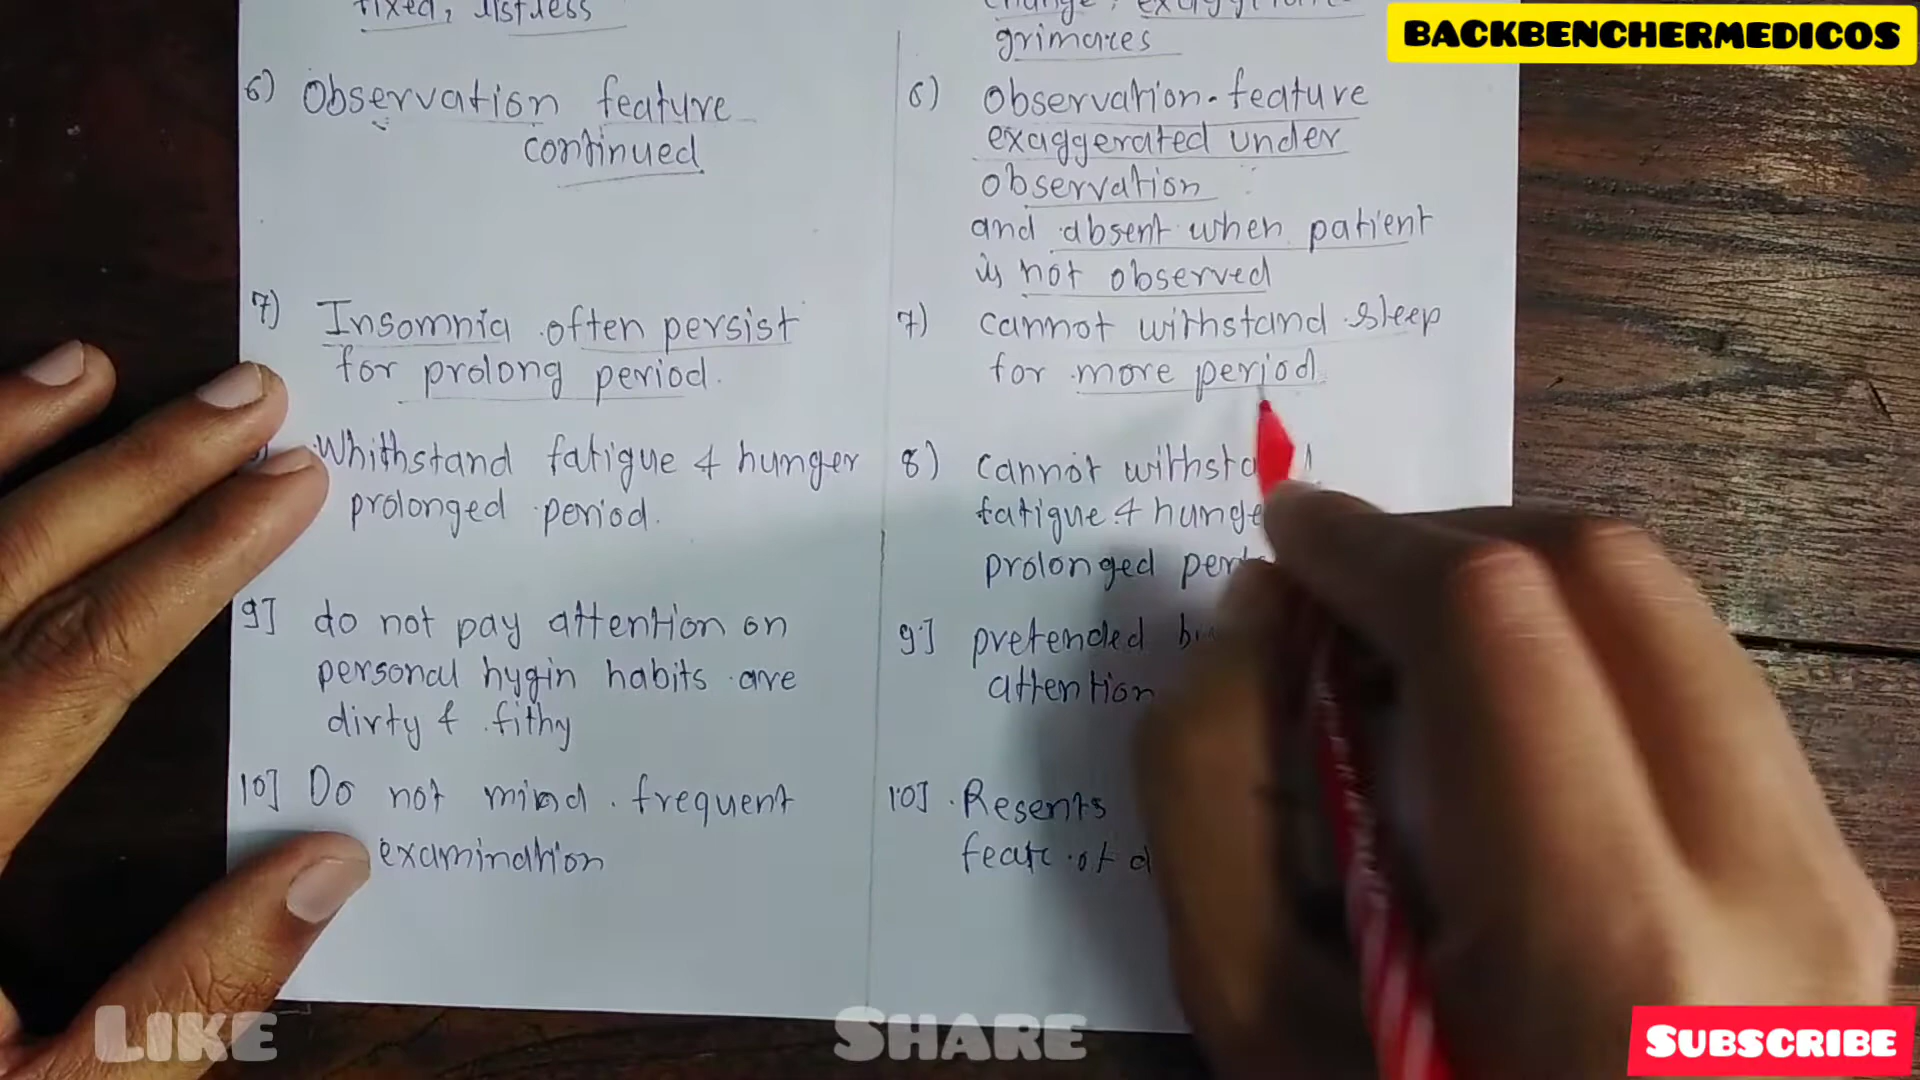 BACKBENCHERMEDICOS
fixed, listless
grimaces
6) Observation feature
continued
7) Insomnia often persist
for prolong period.
Whithstand fatigue & hunger
prolonged period.
9] do not pay attention on
personal hygin habits are
dirty & fithy
10] Do not mind frequent
examination
6) Observation feature
exaggerated under
observation
and absent when patient
is not observed
7) cannot withstand sleep
for more period
8) cannot withsta
fatigue & hunge
prolonged
9] pretended
attention
10] Resents
of d
LIKE
SHARE
SUBSCRIBE